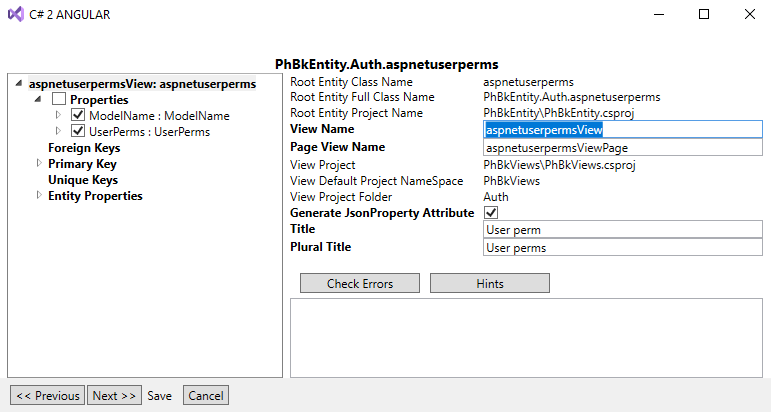 C# 2 ANGULAR
PhBkEntity.Auth.aspnetuserperms
aspnetuserpermsView: aspnetuserperms
Properties
ModelName : ModelName
UserPerms : UserPerms
Foreign Keys
Primary Key
Unique Keys
Entity Properties
Root Entity Class Name aspnetuserperms
Root Entity Full Class Name PhBkEntity.Auth.aspnetuserperms
Root Entity Project Name PhBkEntity\PhBkEntity.csproj
View Name aspnetuserpermsView
Page View Name aspnetuserpermsViewPage
View Project PhBkViews\PhBkViews.csproj
View Default Project NameSpace PhBkViews
View Project Folder Auth
Generate JsonProperty Attribute
Title User perm
Plural Title User perms
Check Errors Hints
<< Previous Next >> Save Cancel